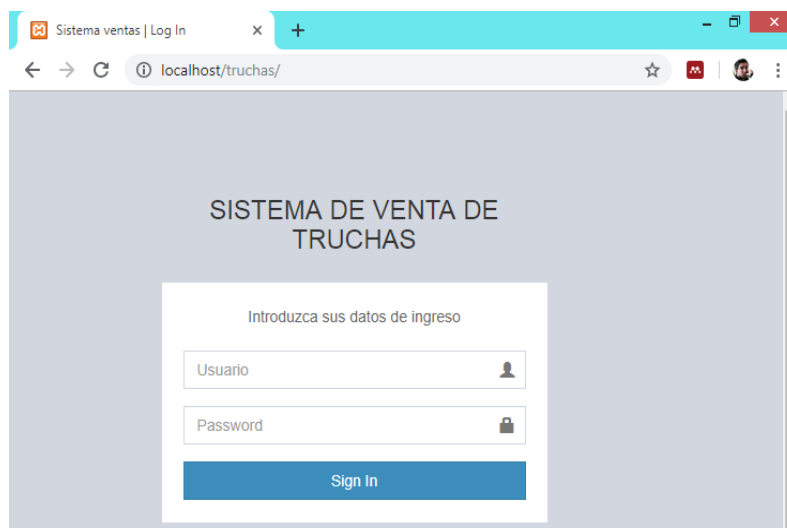 Sistema ventas | Log In
localhost/truchas/
SISTEMA DE VENTA DE
TRUCHAS
Introduzca sus datos de ingreso
Usuario
Password
Sign In